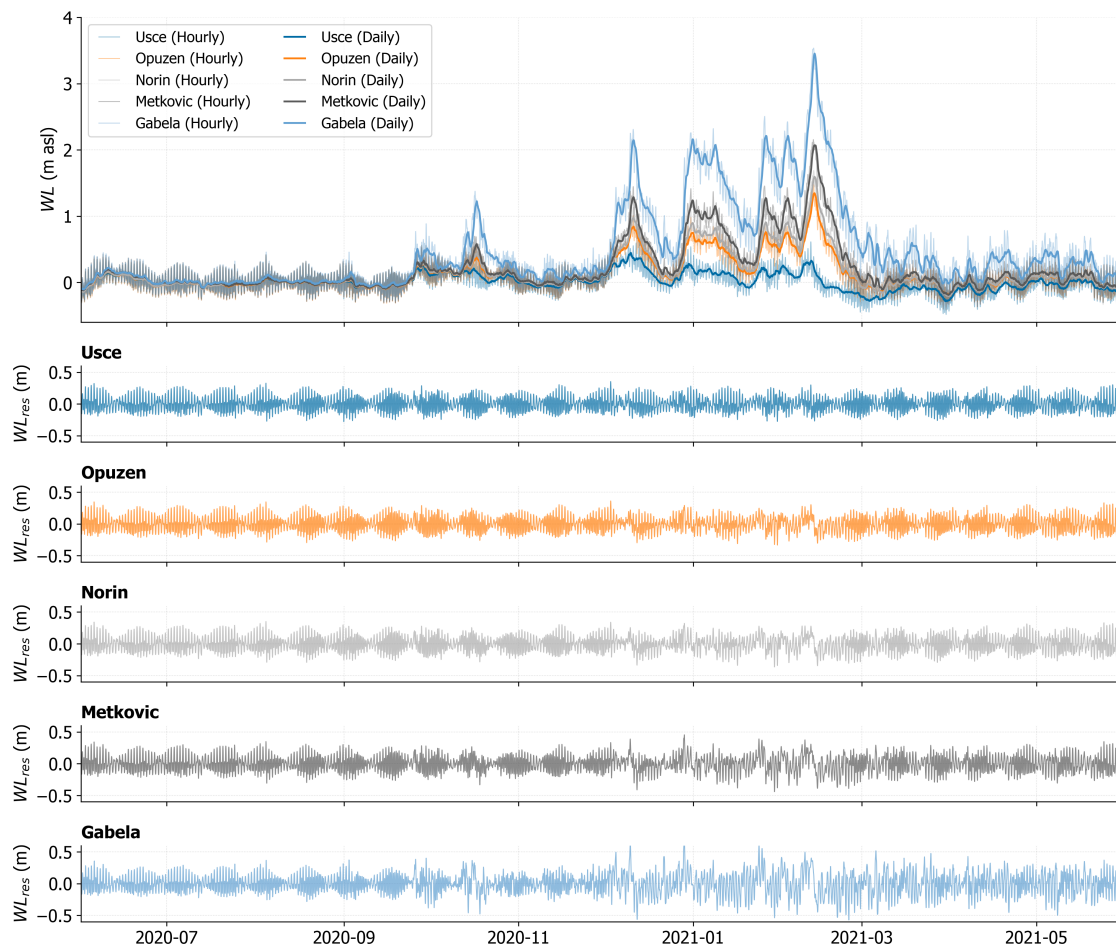 4
3
2
1
0
WL (m asl)
Usce (Hourly) Usce (Daily)
Opuzen (Hourly) Opuzen (Daily)
Norin (Hourly) Norin (Daily)
Metkovic (Hourly) Metkovic (Daily)
Gabela (Hourly) Gabela (Daily)
Usce
0.5
0.0
−0.5
WLres (m)
Opuzen
0.5
0.0
−0.5
WLres (m)
Norin
0.5
0.0
−0.5
WLres (m)
Metkovic
0.5
0.0
−0.5
WLres (m)
Gabela
0.5
0.0
−0.5
WLres (m)
2020-07 2020-09 2020-11 2021-01 2021-03 2021-05